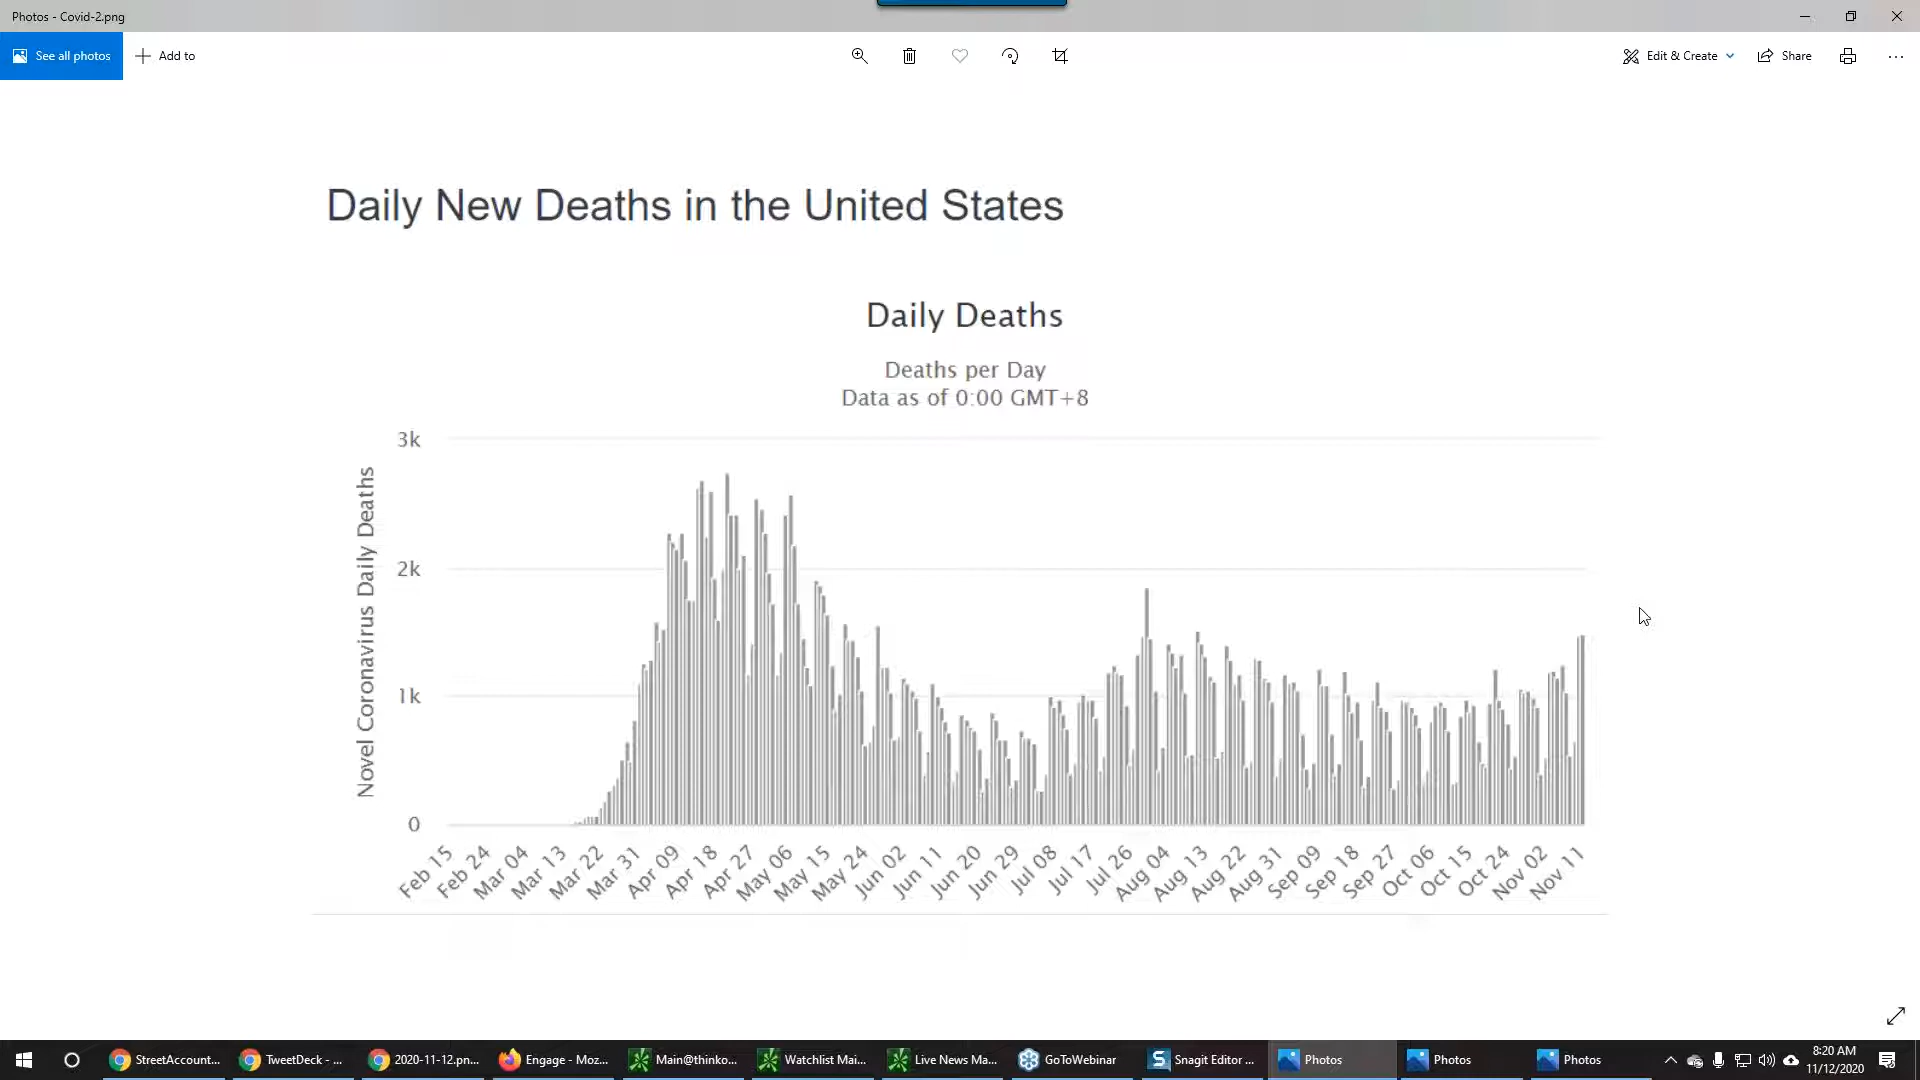 Photos - Covid-2.png
See all photos
Add to
Edit & Create
Share
Daily New Deaths in the United States
Daily Deaths
Deaths per Day
Data as of 0:00 GMT+8
Novel Coronavirus Daily Deaths
3k
2k
1k
0
Feb 15
Feb 24
Mar 04
Mar 13
Mar 22
Mar 31
Apr 09
Apr 18
Apr 27
May 06
May 15
May 24
Jun 02
Jun 11
Jun 20
Jun 29
Jul 08
Jul 17
Jul 26
Aug 04
Aug 13
Aug 22
Aug 31
Sep 09
Sep 18
Sep 27
Oct 06
Oct 15
Oct 24
Nov 02
Nov 11
StreetAccount...
TweetDeck - ...
2020-11-12.pn...
Engage - Moz...
Main@thinko...
Watchlist Mai...
Live News Ma...
GoToWebinar
Snagit Editor ...
Photos
Photos
Photos
8:20 AM
11/12/2020